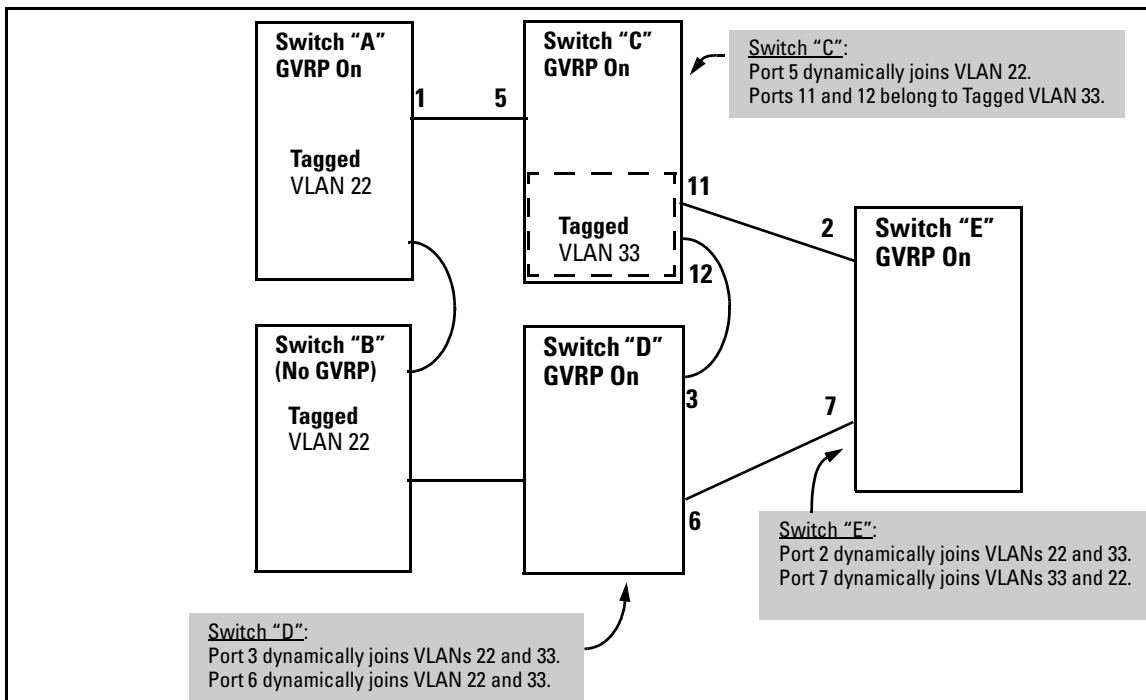 Switch “A”
GVRP On
1
Tagged
VLAN 22
5
Switch “C”
GVRP On
11
Tagged
VLAN 33
12
Switch “C”:
Port 5 dynamically joins VLAN 22.
Ports 11 and 12 belong to Tagged VLAN 33.
2
Switch “E”
GVRP On
7
Switch “B”
(No GVRP)
Tagged
VLAN 22
Switch “D”
GVRP On
3
6
Switch “E”:
Port 2 dynamically joins VLANs 22 and 33.
Port 7 dynamically joins VLANs 33 and 22.
Switch “D”:
Port 3 dynamically joins VLANs 22 and 33.
Port 6 dynamically joins VLAN 22 and 33.